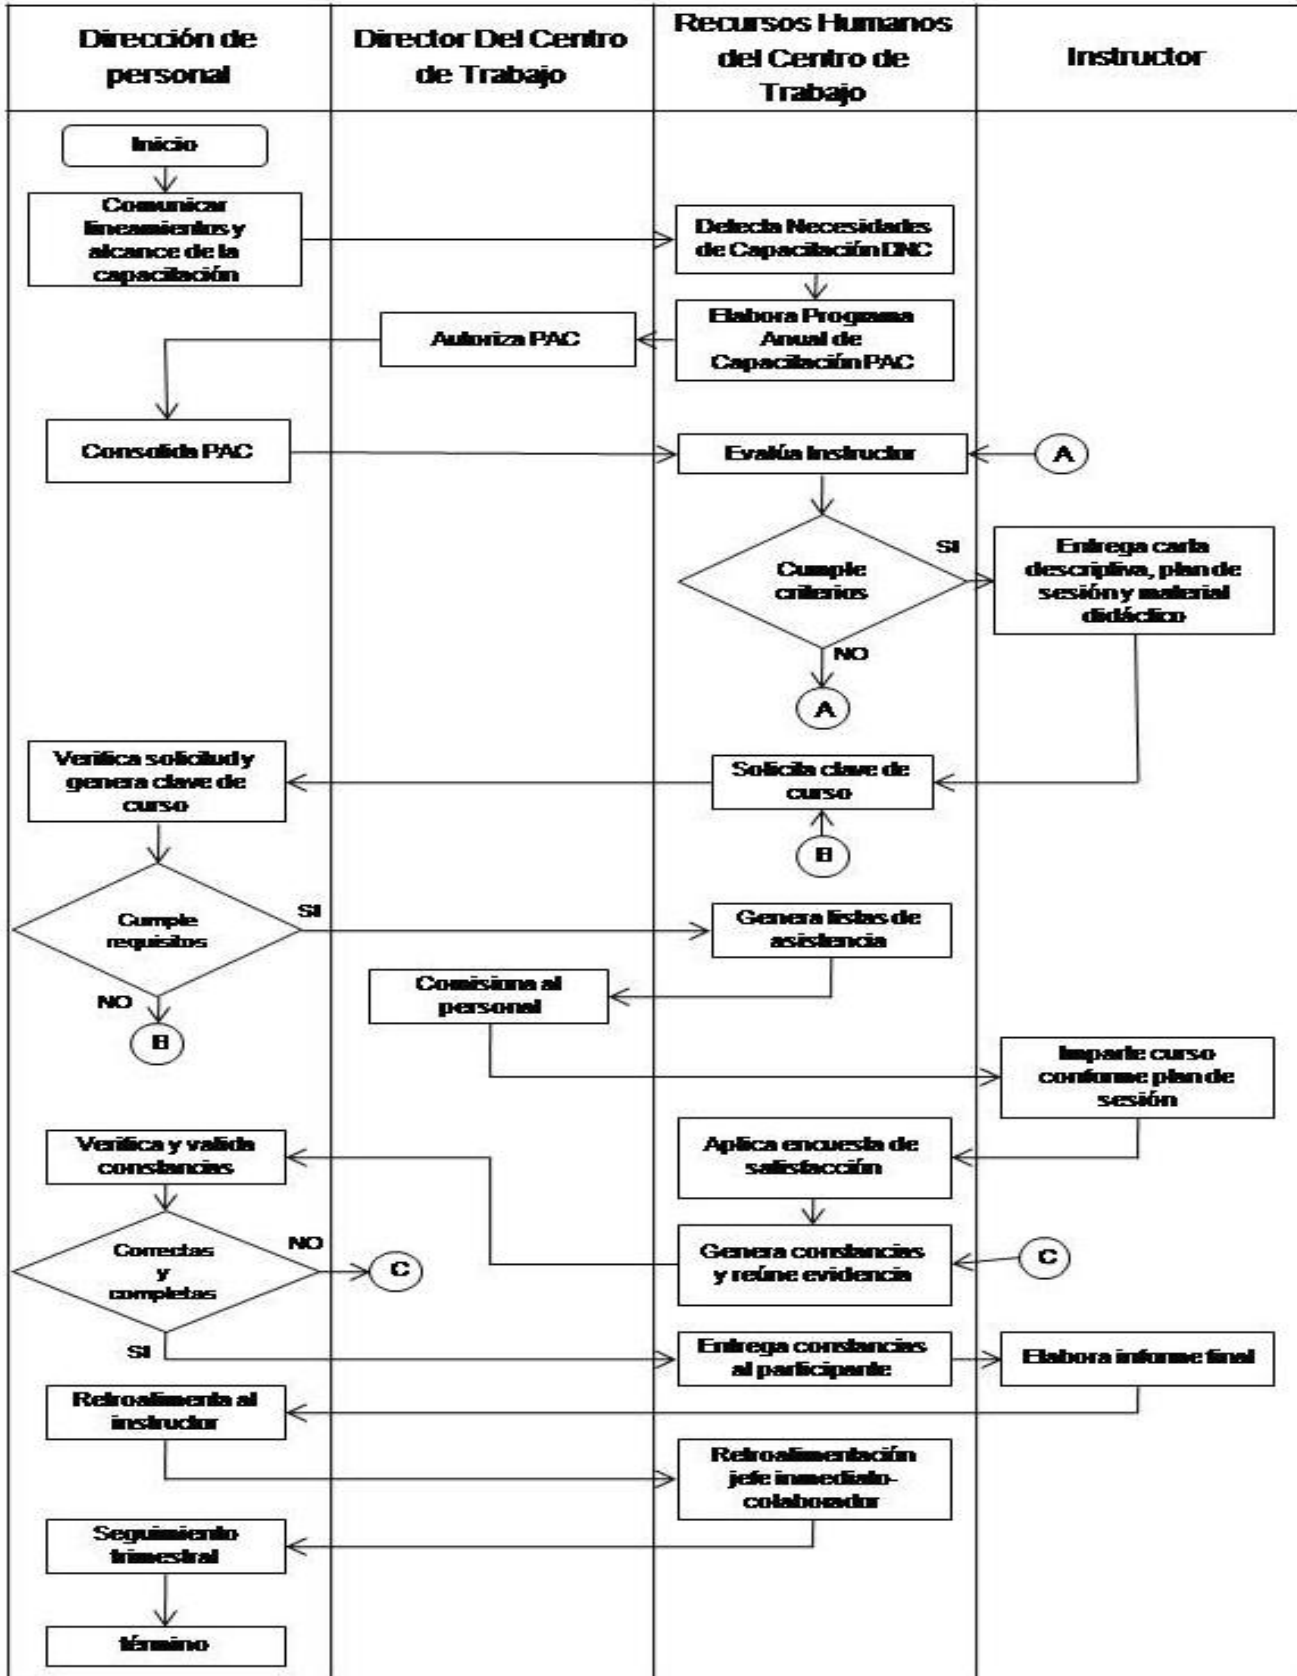 Dirección de
personal
Director Del Centro
de Trabajo
Recursos Humanos
del Centro de
Trabajo
Instructor
Inicio
Comunicar
lineamientos y
alcance de la
capacitación
Detecta Necesidades
de Capacitación DNC
Elabora Programa
Anual de
Capacitación PAC
Autoriza PAC
Consolida PAC
Evalúa Instructor
A
Cumple
criterios
SI
Entrega carta
descriptiva, plan de
sesión y material
didáctico
NO
A
Verifica solicitud y
genera clave de
curso
Solicita clave de
curso
B
Cumple
requisitos
SI
Genera listas de
asistencia
Comisiona al
personal
NO
B
Imparte curso
conforme plan de
sesión
Verifica y valida
constancias
Aplica encuesta de
satisfacción
Correctas
y
completas
NO
C
Genera constancias
y reúne evidencia
C
SI
Entrega constancias
al participante
Elabora informe final
Retroalimenta al
instructor
Retroalimentación
jefe inmediato-
colaborador
Seguimiento
trimestral
término